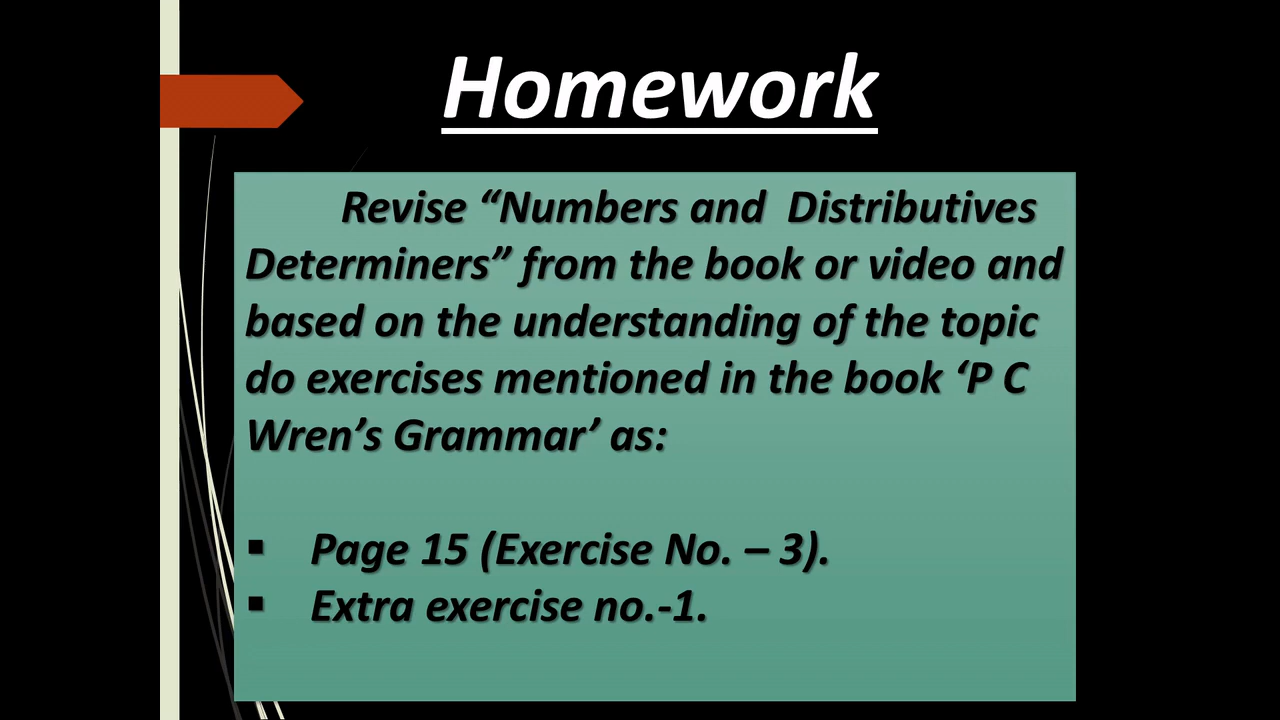 Homework
Revise “Numbers and Distributives
Determiners” from the book or video and
based on the understanding of the topic
do exercises mentioned in the book ‘P C
Wren’s Grammar’ as:
▪ Page 15 (Exercise No. – 3).
▪ Extra exercise no.-1.